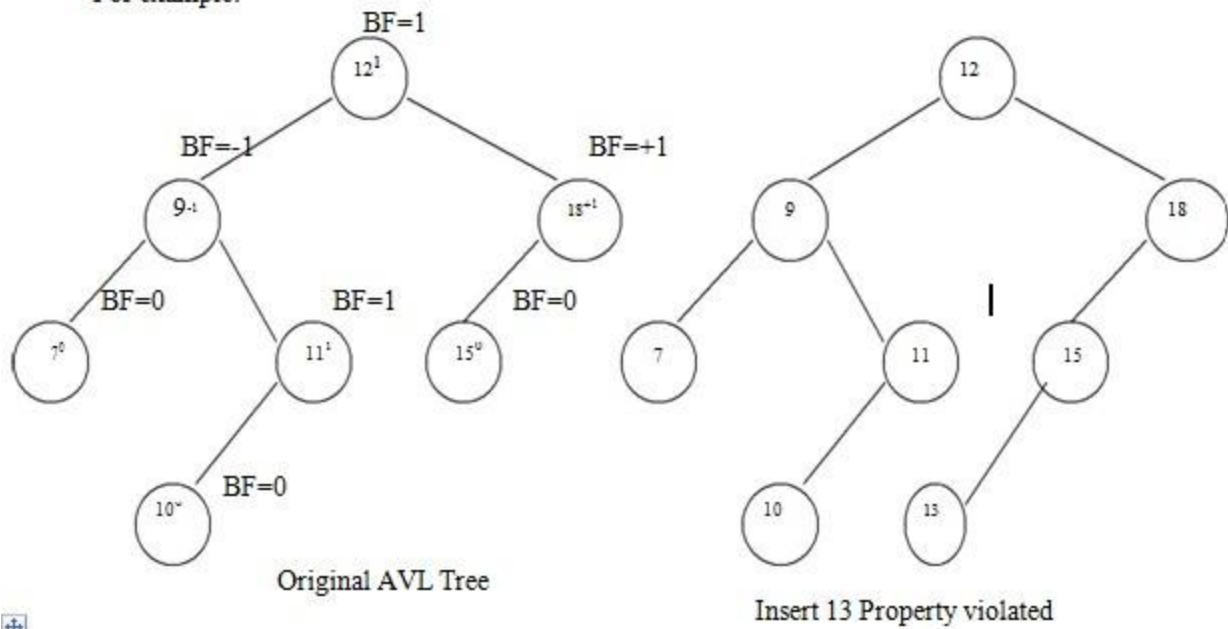 BF=1
12¹ 12
BF=-1 BF=+1
9-1 18+1 9 18
BF=0 BF=1 BF=0
7⁰ 11¹ 15⁰ 7 11 15
BF=0
10 10 13
Original AVL Tree
Insert 13 Property violated